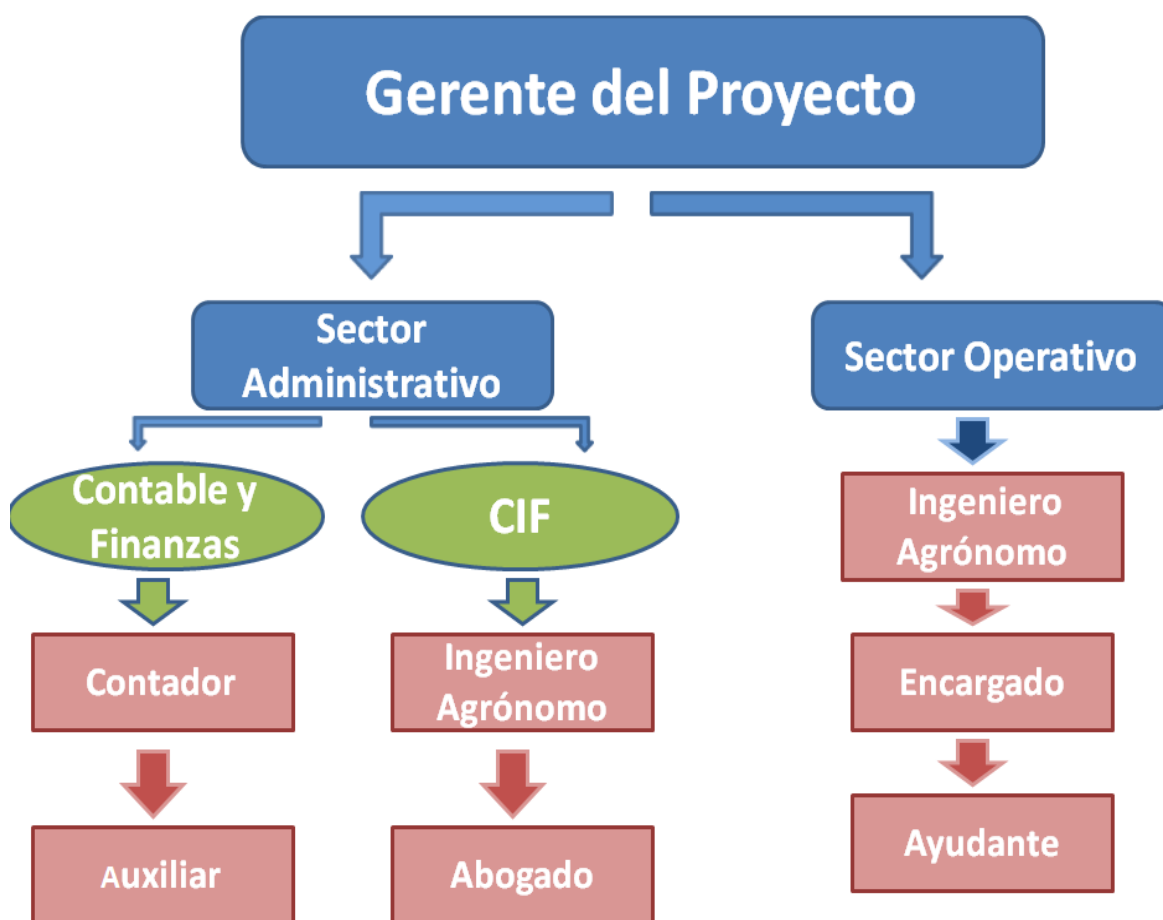 Gerente del Proyecto
Sector
Administrativo
Sector Operativo
Contable y
Finanzas
CIF
Ingeniero
Agrónomo
Contador
Ingeniero
Agrónomo
Encargado
Auxiliar
Abogado
Ayudante